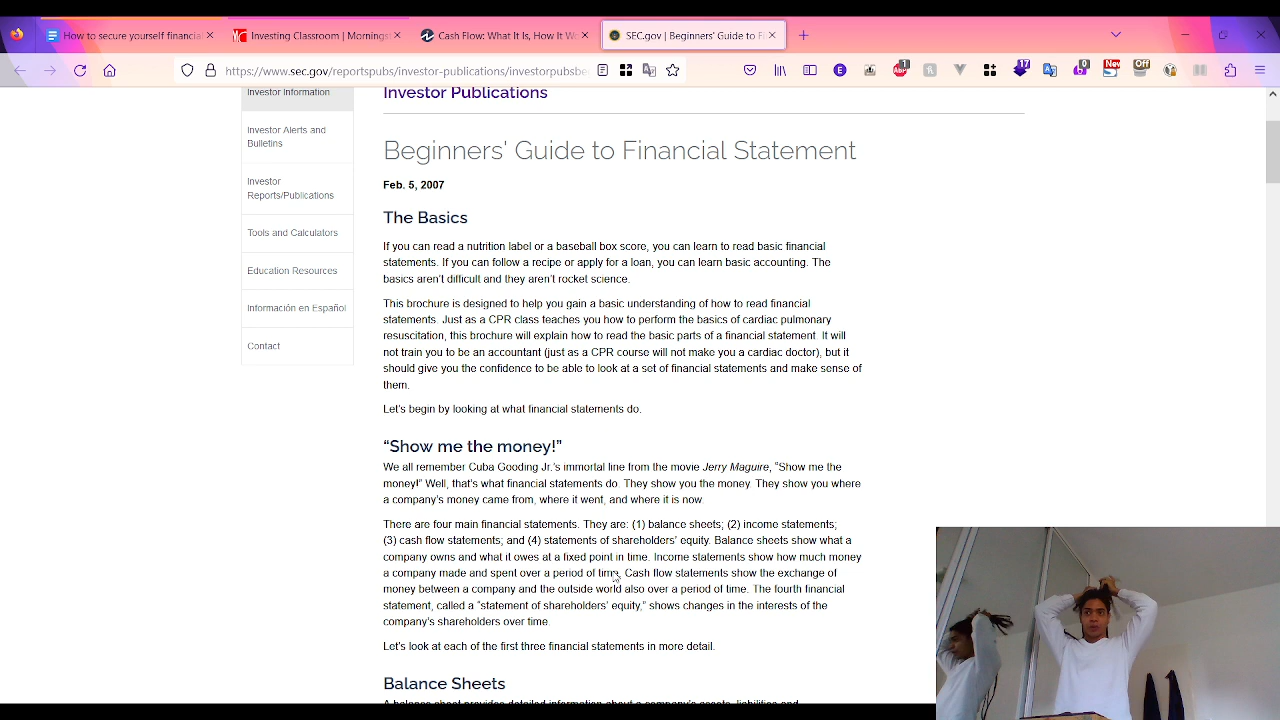 How to secure yourself financial
Investing Classroom | Mornings
Cash Flow: What It Is, How It Wo
SEC.gov | Beginners' Guide to Fi
https://www.sec.gov/reportspubs/investor-publications/investorpubsbe
E
1
17
0
New
Off
Investor Information
Investor Alerts and
Bulletins
Investor
Reports/Publications
Tools and Calculators
Education Resources
Información en Español
Contact
Investor Publications
Beginners' Guide to Financial Statement
Feb. 5, 2007
The Basics
If you can read a nutrition label or a baseball box score, you can learn to read basic financial
statements. If you can follow a recipe or apply for a loan, you can learn basic accounting. The
basics aren't difficult and they aren't rocket science.
This brochure is designed to help you gain a basic understanding of how to read financial
statements. Just as a CPR class teaches you how to perform the basics of cardiac pulmonary
resuscitation, this brochure will explain how to read the basic parts of a financial statement. It will
not train you to be an accountant (just as a CPR course will not make you a cardiac doctor), but it
should give you the confidence to be able to look at a set of financial statements and make sense of
them.
Let's begin by looking at what financial statements do.
“Show me the money!”
We all remember Cuba Gooding Jr.'s immortal line from the movie Jerry Maguire, “Show me the
money!” Well, that's what financial statements do. They show you the money. They show you where
a company's money came from, where it went, and where it is now.
There are four main financial statements. They are: (1) balance sheets; (2) income statements;
(3) cash flow statements; and (4) statements of shareholders' equity. Balance sheets show what a
company owns and what it owes at a fixed point in time. Income statements show how much money
a company made and spent over a period of time. Cash flow statements show the exchange of
money between a company and the outside world also over a period of time. The fourth financial
statement, called a “statement of shareholders' equity,” shows changes in the interests of the
company's shareholders over time.
Let's look at each of the first three financial statements in more detail.
Balance Sheets
A balance sheet provides detailed information about a company's assets, liabilities and